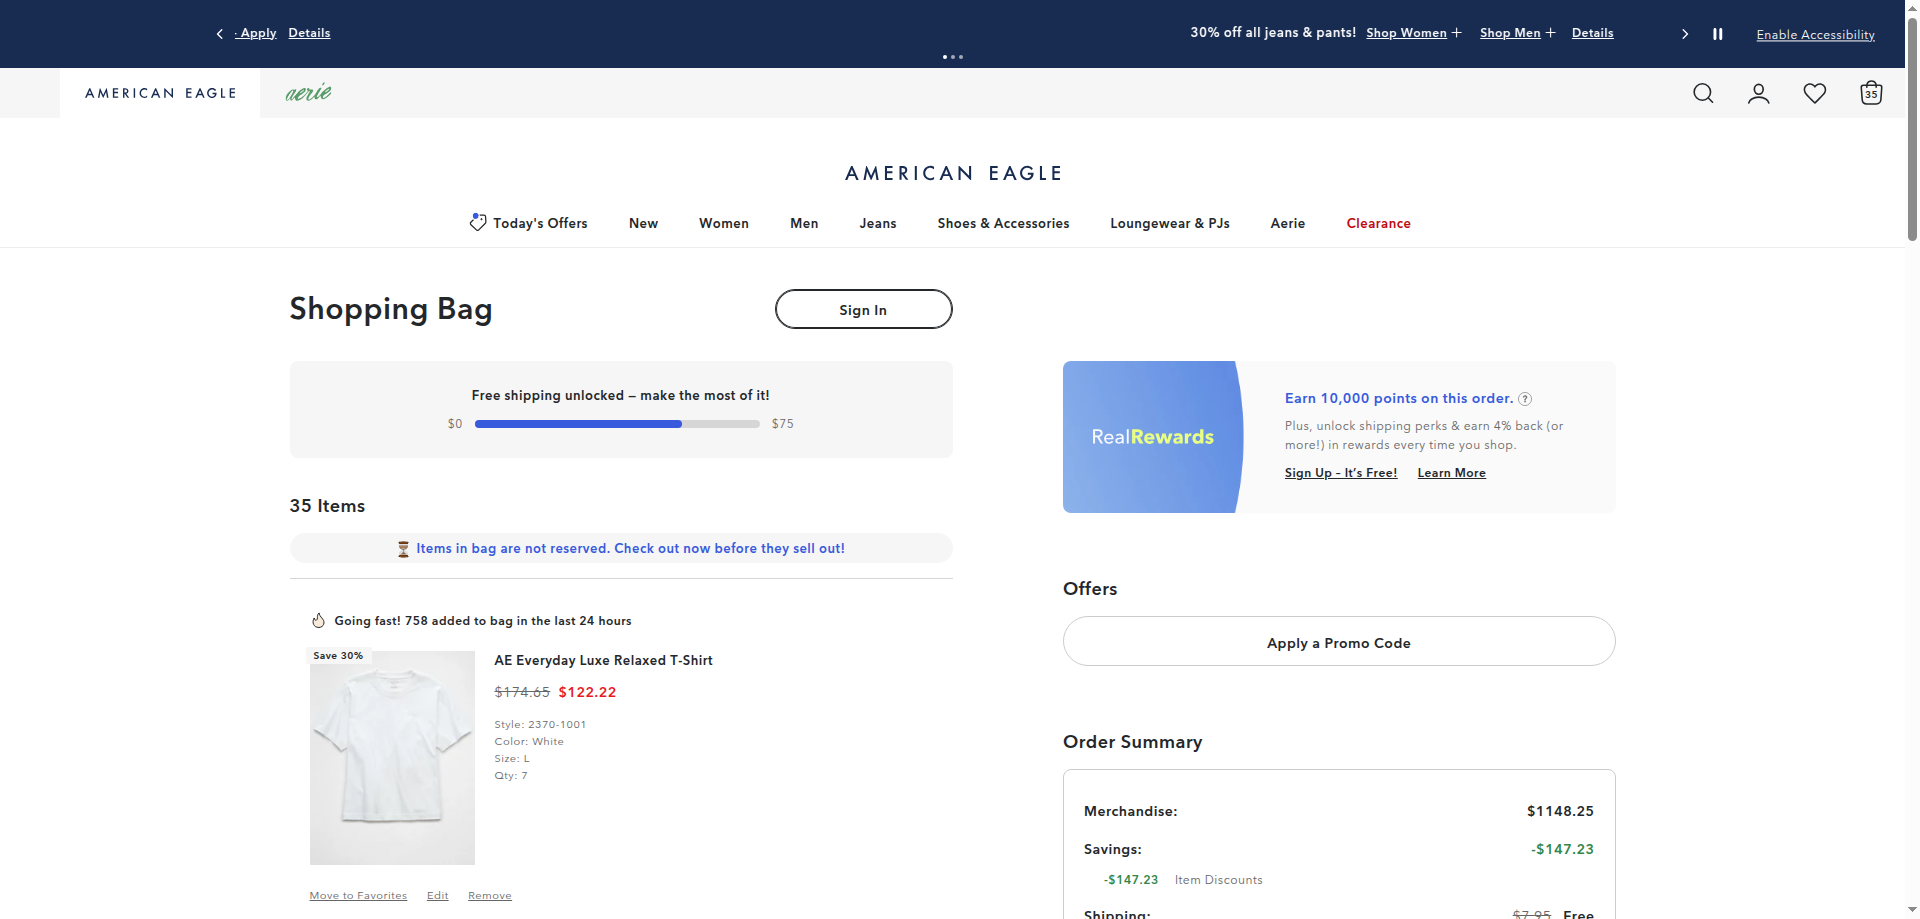 · Apply Details
30% off all jeans & pants! Shop Women + Shop Men + Details
Enable Accessibility
AMERICAN EAGLE
aerie
35
AMERICAN EAGLE
Today's Offers
New
Women
Men
Jeans
Shoes & Accessories
Loungewear & PJs
Aerie
Clearance
Shopping Bag
Sign In
Free shipping unlocked – make the most of it!
$0
$75
35 Items
Items in bag are not reserved. Check out now before they sell out!
Going fast! 758 added to bag in the last 24 hours
Save 30%
AE Everyday Luxe Relaxed T-Shirt
$174.65 $122.22
Style: 2370-1001
Color: White
Size: L
Qty: 7
Move to Favorites Edit Remove
RealRewards
Earn 10,000 points on this order. ?
Plus, unlock shipping perks & earn 4% back (or
more!) in rewards every time you shop.
Sign Up - It's Free! Learn More
Offers
Apply a Promo Code
Order Summary
Merchandise: $1148.25
Savings: -$147.23
-$147.23 Item Discounts
Shipping: $7.95 Free